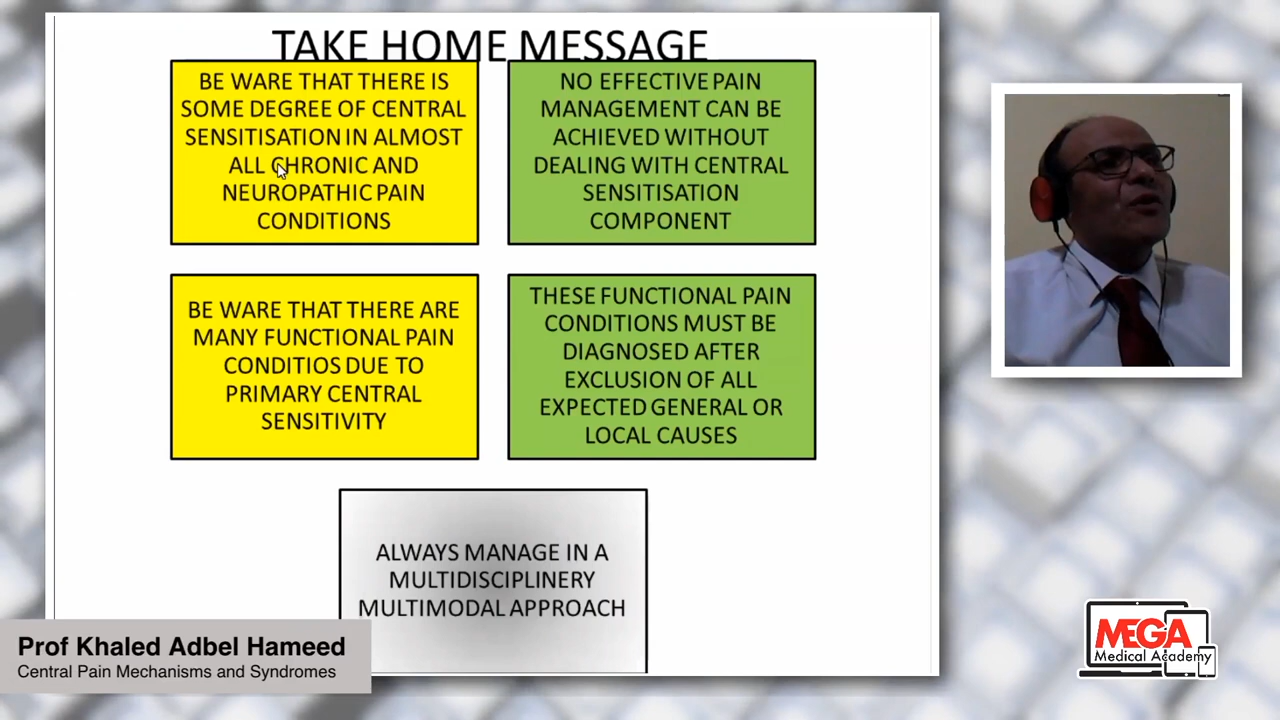 TAKE HOME MESSAGE
BE WARE THAT THERE IS
SOME DEGREE OF CENTRAL
SENSITISATION IN ALMOST
ALL CHRONIC AND
NEUROPATHIC PAIN
CONDITIONS
NO EFFECTIVE PAIN
MANAGEMENT CAN BE
ACHIEVED WITHOUT
DEALING WITH CENTRAL
SENSITISATION
COMPONENT
BE WARE THAT THERE ARE
MANY FUNCTIONAL PAIN
CONDITIOS DUE TO
PRIMARY CENTRAL
SENSITIVITY
THESE FUNCTIONAL PAIN
CONDITIONS MUST BE
DIAGNOSED AFTER
EXCLUSION OF ALL
EXPECTED GENERAL OR
LOCAL CAUSES
ALWAYS MANAGE IN A
MULTIDISCIPLINERY
MULTIMODAL APPROACH
Prof Khaled Adbel Hameed
Central Pain Mechanisms and Syndromes
MEGA
Medical Academy